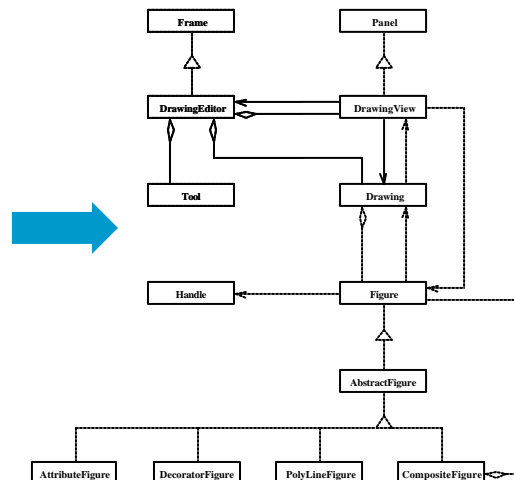 Frame
Panel
DrawingEditor
DrawingView
Tool
Drawing
Handle
Figure
AbstractFigure
AttributeFigure
DecoratorFigure
PolyLineFigure
CompositeFigure